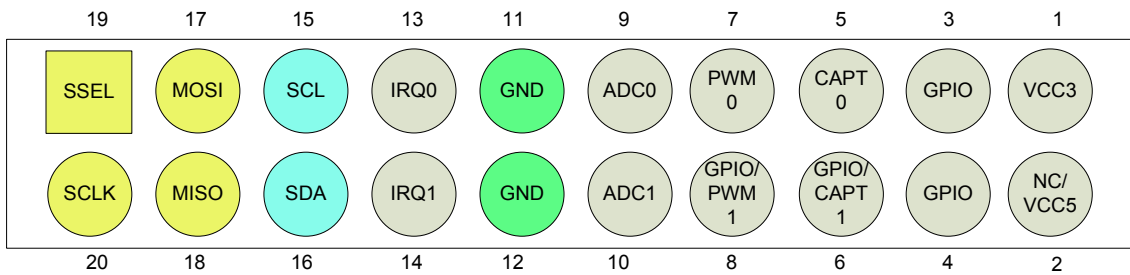 19 17 15 13 11 9 7 5 3 1
SSEL MOSI SCL IRQ0 GND ADC0 PWM 0 CAPT 0 GPIO VCC3
SCLK MISO SDA IRQ1 GND ADC1 GPIO/ PWM 1 GPIO/ CAPT 1 GPIO NC/ VCC5
20 18 16 14 12 10 8 6 4 2